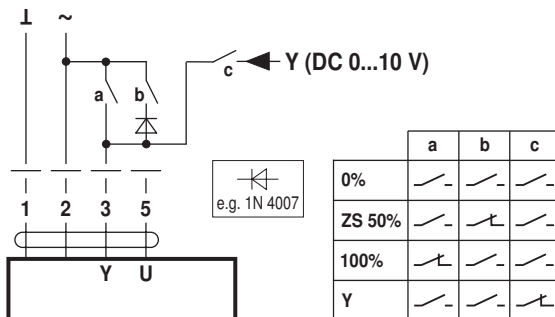 ⊥ ~
c Y (DC 0...10 V)
a b
e.g. 1N 4007
1 2 3 5
Y U
a b c
0%
ZS 50%
100%
Y